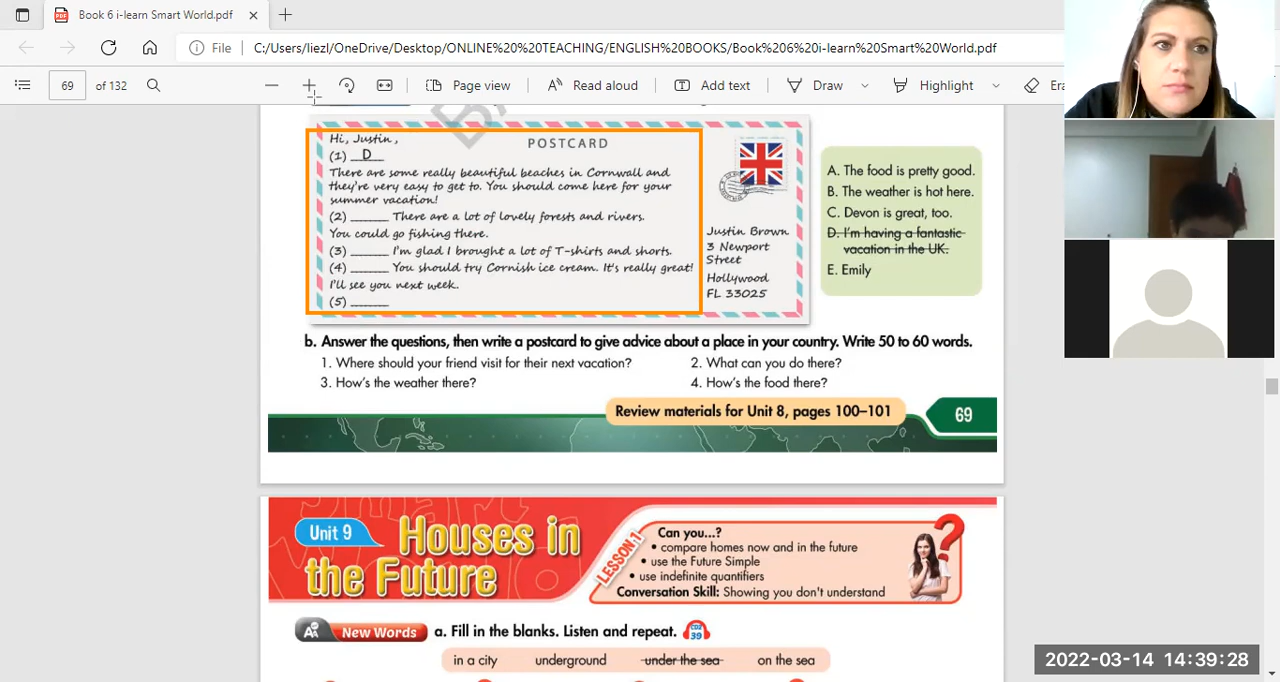 Book 6 i-learn Smart World.pdf
File C:/Users/liezl/OneDrive/Desktop/ONLINE%20%20TEACHING/ENGLISH%20BOOKS/Book%206%20i-learn%20Smart%20World.pdf
69 of 132 Page view Read aloud Add text Draw Highlight Era
Hi, Justin,
POSTCARD
(1) D
There are some really beautiful beaches in Cornwall and
they're very easy to get to. You should come here for your
summer vacation!
(2) ______ There are a lot of lovely forests and rivers.
You could go fishing there.
(3) ______ I'm glad I brought a lot of T-shirts and shorts.
(4) ______ You should try Cornish ice cream. It's really great!
I'll see you next week.
(5) ______
Justin Brown
3 Newport
Street
Hollywood
FL 33025
A. The food is pretty good.
B. The weather is hot here.
C. Devon is great, too.
D. I'm having a fantastic
vacation in the UK.
E. Emily
b. Answer the questions, then write a postcard to give advice about a place in your country. Write 50 to 60 words.
1. Where should your friend visit for their next vacation? 2. What can you do there?
3. How's the weather there? 4. How's the food there?
Review materials for Unit 8, pages 100–101
69
Unit 9
Houses in
the Future
LESSON 1
Can you...?
• compare homes now and in the future
• use the Future Simple
• use indefinite quantifiers
Conversation Skill: Showing you don't understand
New Words a. Fill in the blanks. Listen and repeat. CD2 39
in a city underground under the sea on the sea
2022-03-14 14:39:28